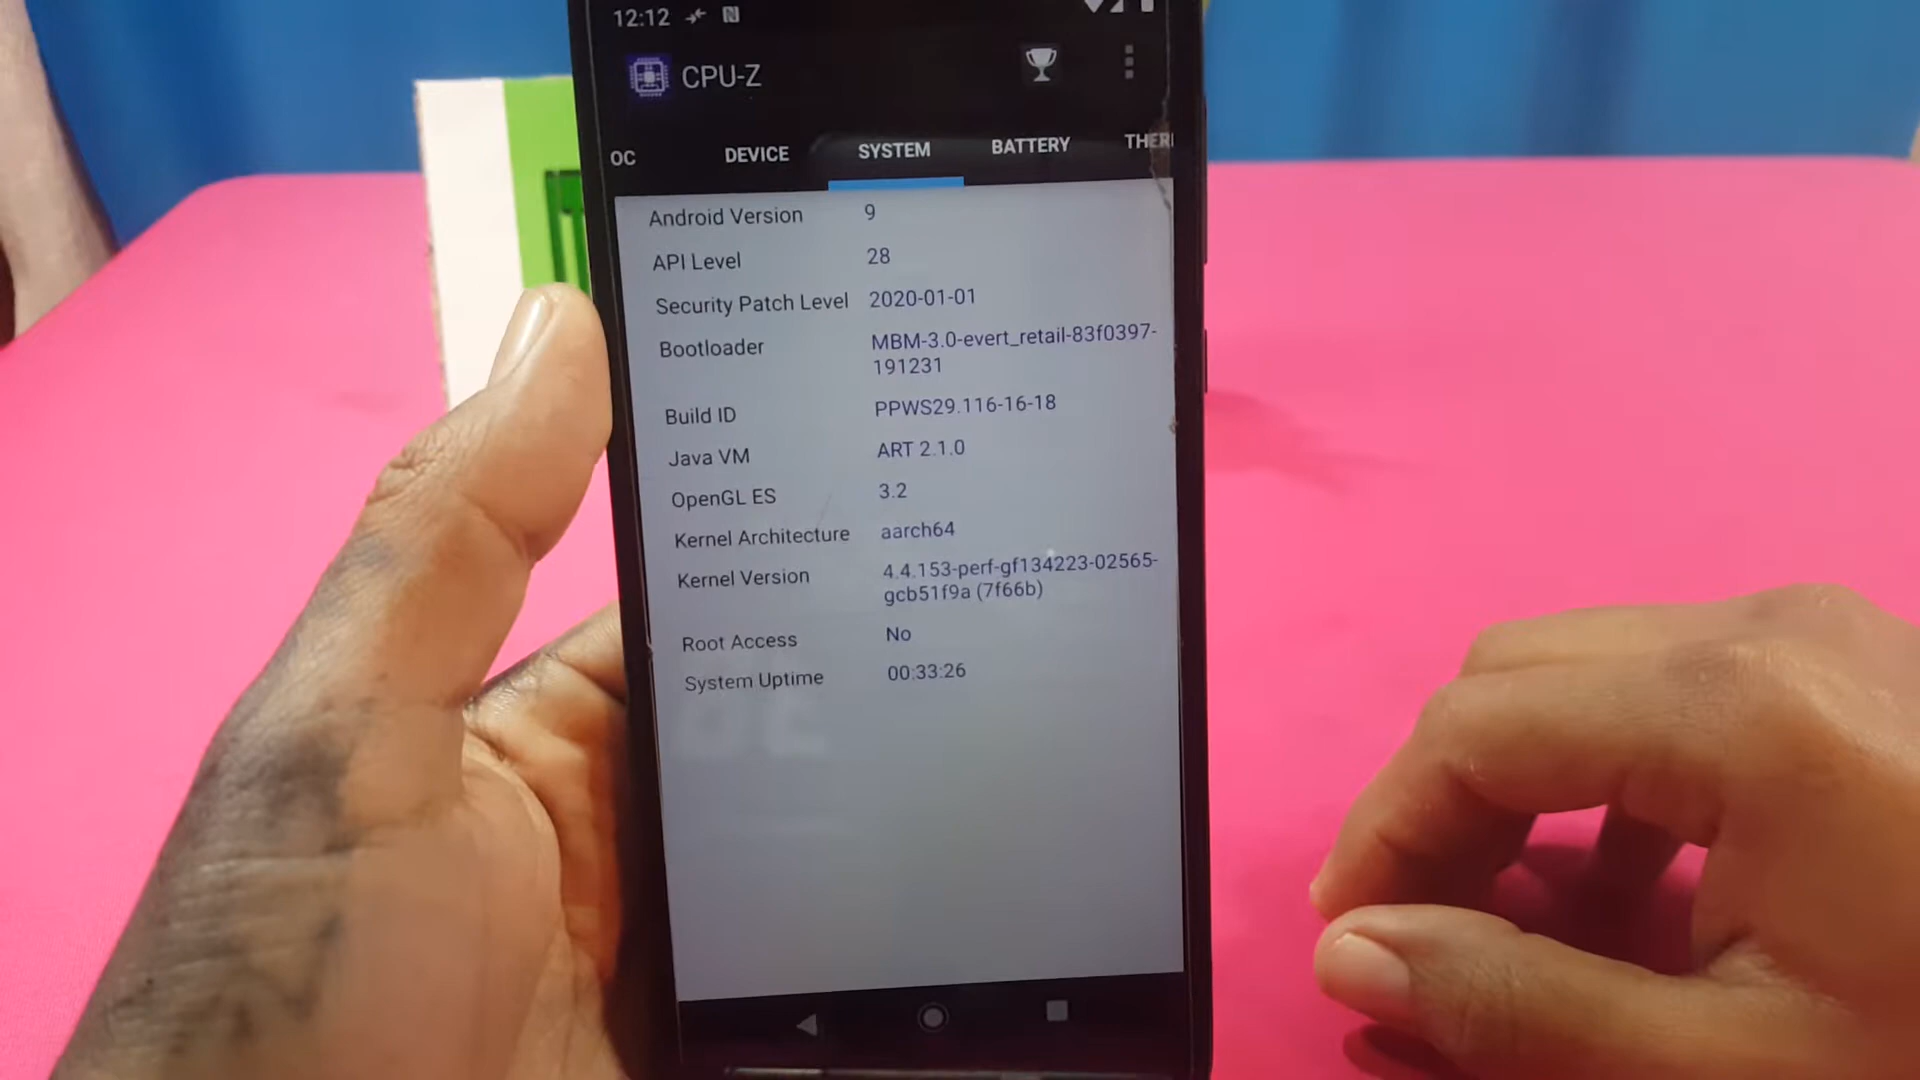 12:12
CPU-Z
OC DEVICE SYSTEM BATTERY THER
Android Version 9
API Level 28
Security Patch Level 2020-01-01
Bootloader MBM-3.0-evert_retail-83f0397-
191231
Build ID PPWS29.116-16-18
Java VM ART 2.1.0
OpenGL ES 3.2
Kernel Architecture aarch64
Kernel Version 4.4.153-perf-gf134223-02565-
gcb51f9a (7f66b)
Root Access No
System Uptime 00:33:26